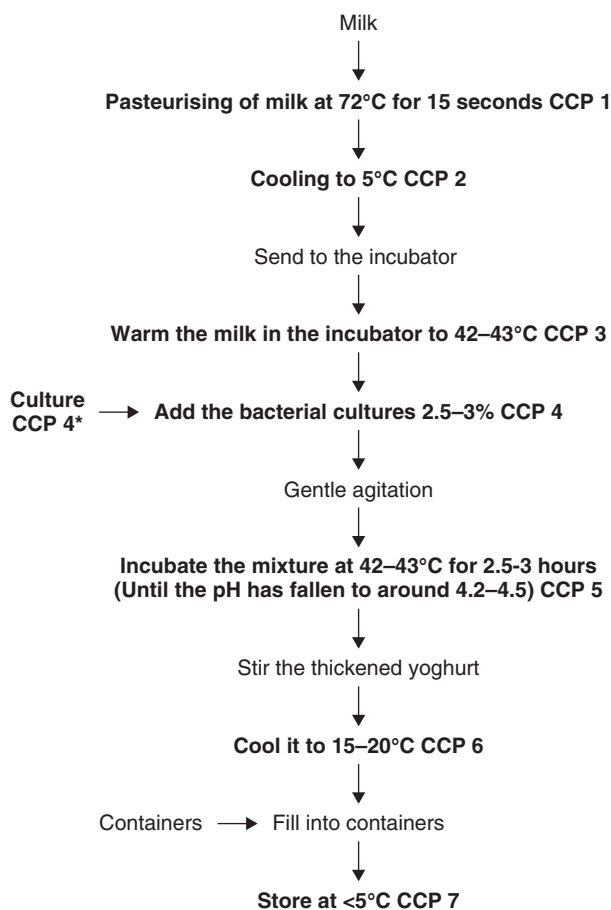 Milk
Pasteurising of milk at 72°C for 15 seconds CCP 1
Cooling to 5°C CCP 2
Send to the incubator
Warm the milk in the incubator to 42–43°C CCP 3
Culture
CCP 4*
Add the bacterial cultures 2.5–3% CCP 4
Gentle agitation
Incubate the mixture at 42–43°C for 2.5-3 hours
(Until the pH has fallen to around 4.2–4.5) CCP 5
Stir the thickened yoghurt
Cool it to 15–20°C CCP 6
Containers
Fill into containers
Store at <5°C CCP 7